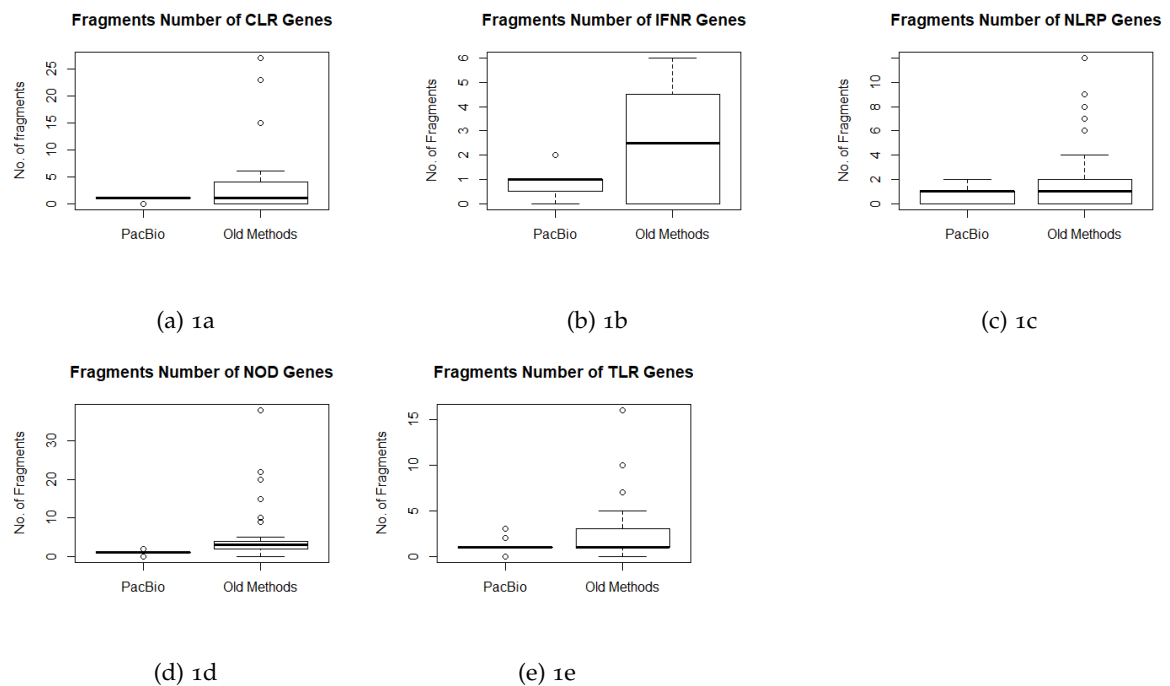 Fragments Number of CLR Genes
No. of fragments
0 5 10 15 20 25
PacBio Old Methods
(a) 1a
Fragments Number of IFNR Genes
No. of Fragments
0 1 2 3 4 5 6
PacBio Old Methods
(b) 1b
Fragments Number of NLRP Genes
No. of Fragments
0 2 4 6 8 10
PacBio Old Methods
(c) 1c
Fragments Number of NOD Genes
No. of Fragments
0 10 20 30
PacBio Old Methods
(d) 1d
Fragments Number of TLR Genes
No. of Fragments
0 5 10 15
PacBio Old Methods
(e) 1e